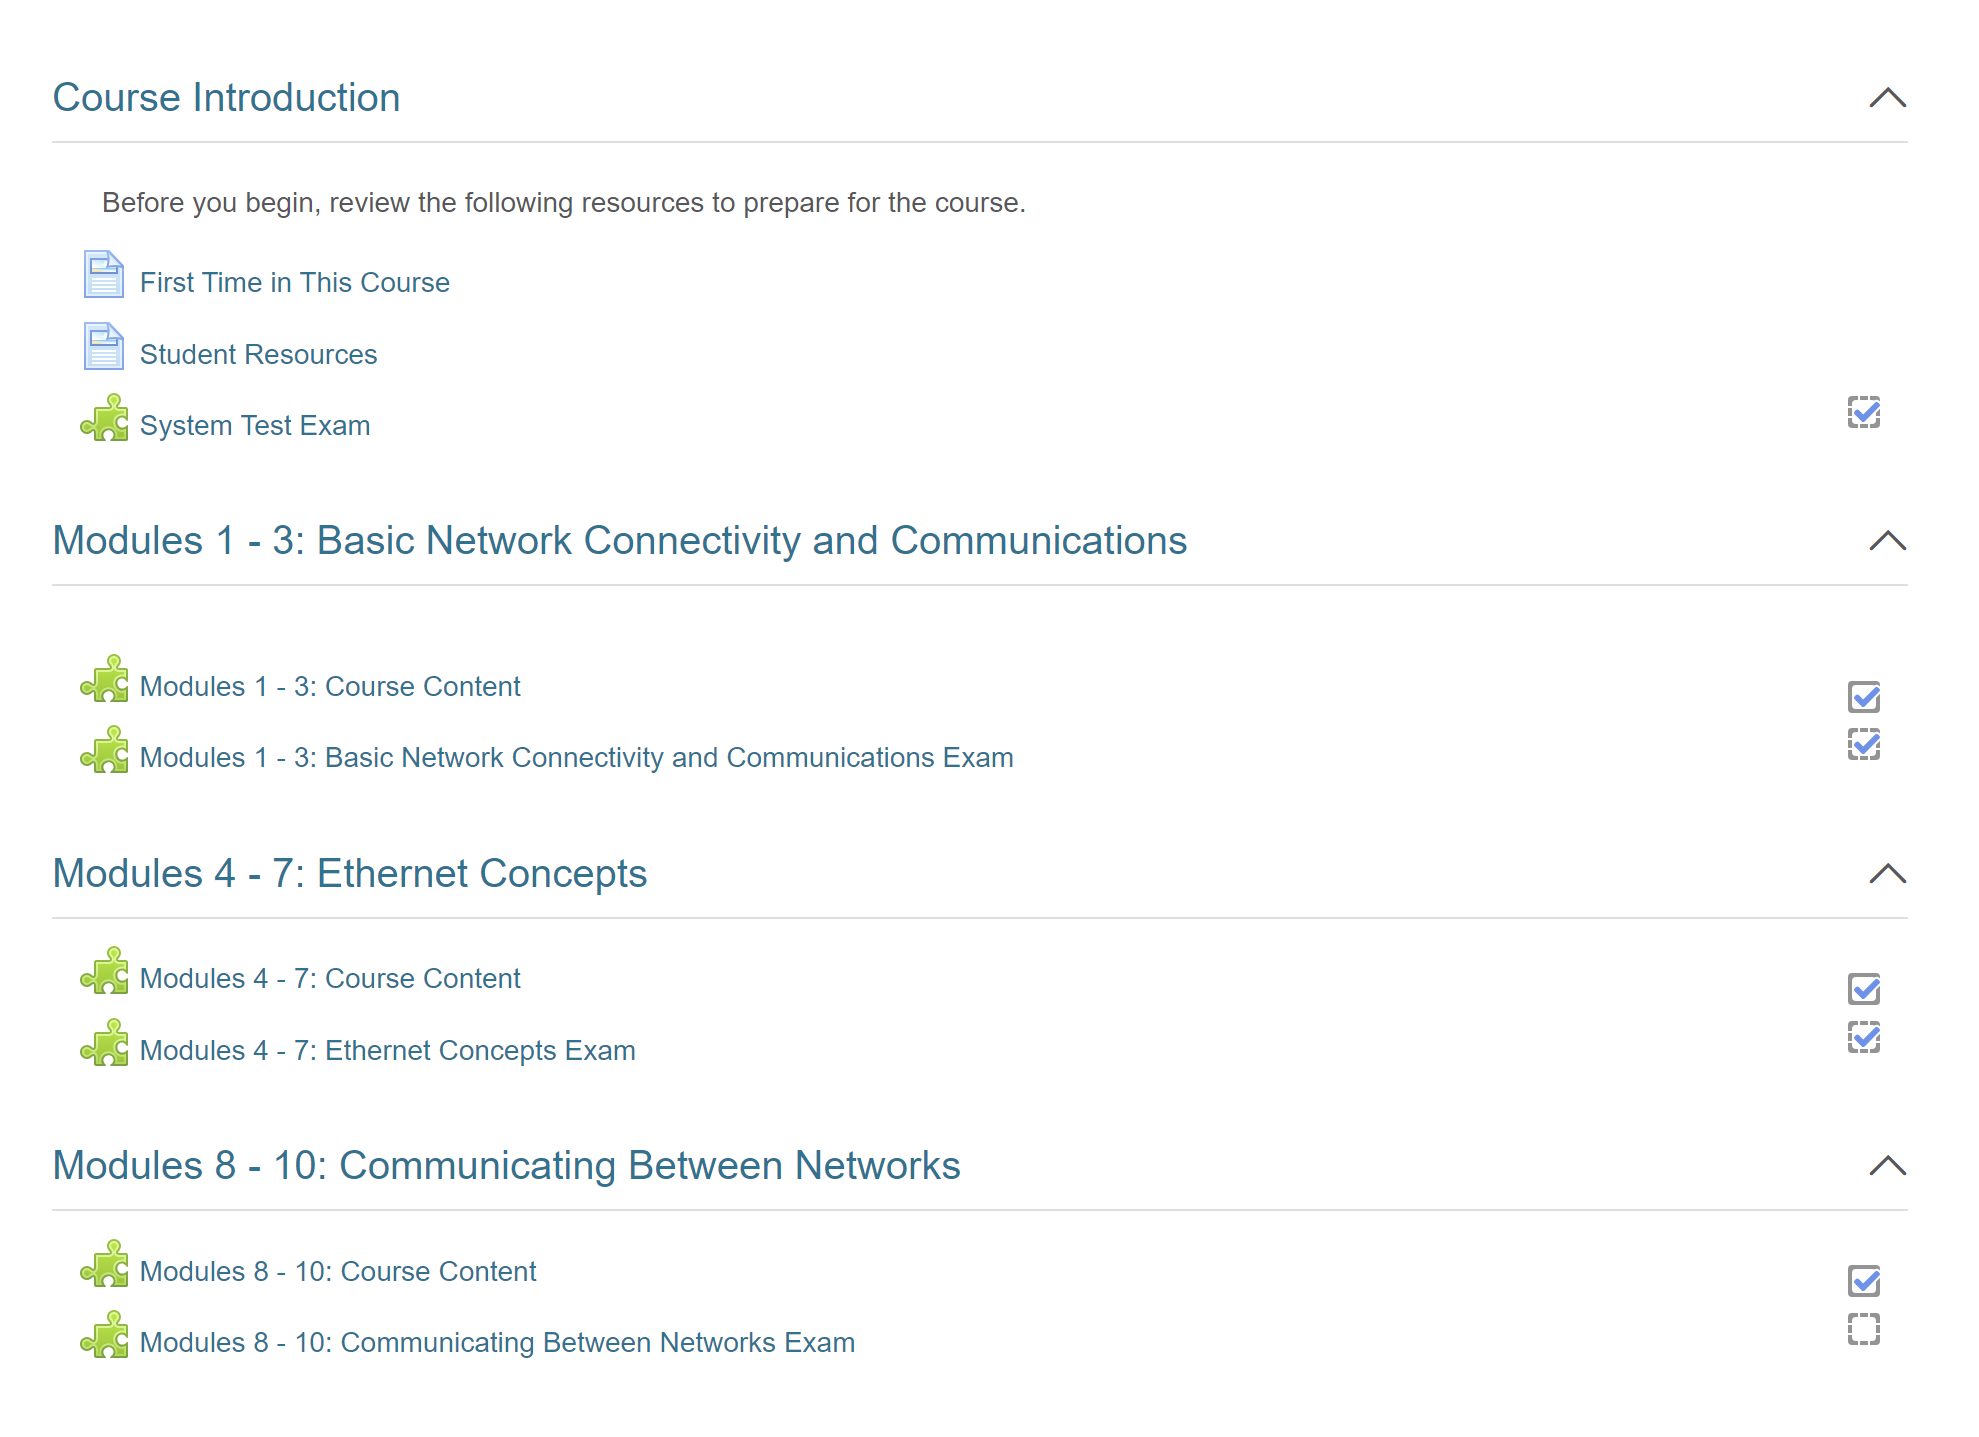 Course Introduction
Before you begin, review the following resources to prepare for the course.
First Time in This Course
Student Resources
System Test Exam
Modules 1 - 3: Basic Network Connectivity and Communications
Modules 1 - 3: Course Content
Modules 1 - 3: Basic Network Connectivity and Communications Exam
Modules 4 - 7: Ethernet Concepts
Modules 4 - 7: Course Content
Modules 4 - 7: Ethernet Concepts Exam
Modules 8 - 10: Communicating Between Networks
Modules 8 - 10: Course Content
Modules 8 - 10: Communicating Between Networks Exam